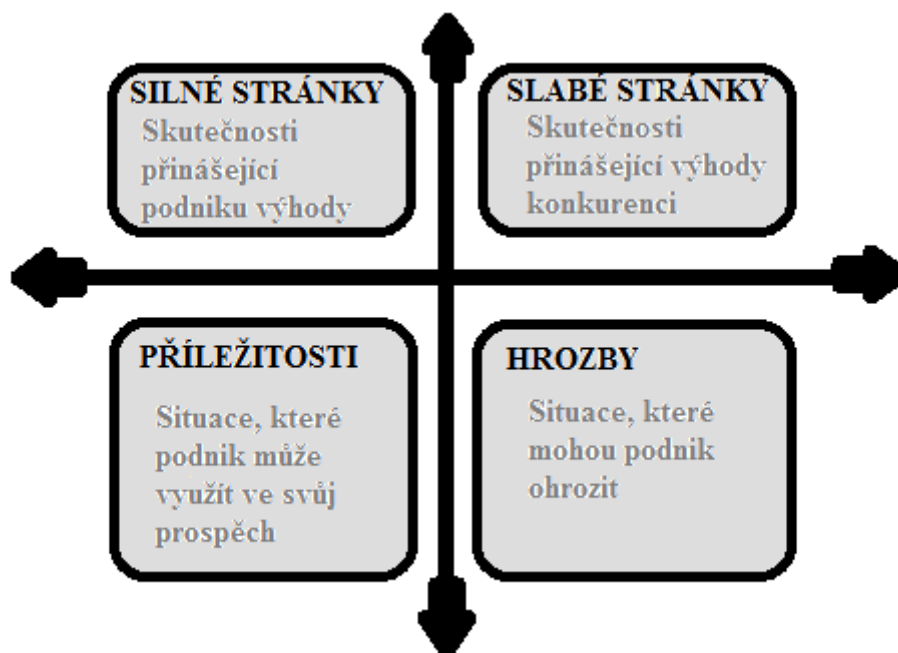 SILNÉ STRÁNKY
Skutečnosti
přinášející
podniku výhody
SLABÉ STRÁNKY
Skutečnosti
přinášející výhody
konkurenci
PŘÍLEŽITOSTI
Situace, které
podnik může
využít ve svůj
prospěch
HROZBY
Situace, které
mohou podnik
ohrozit